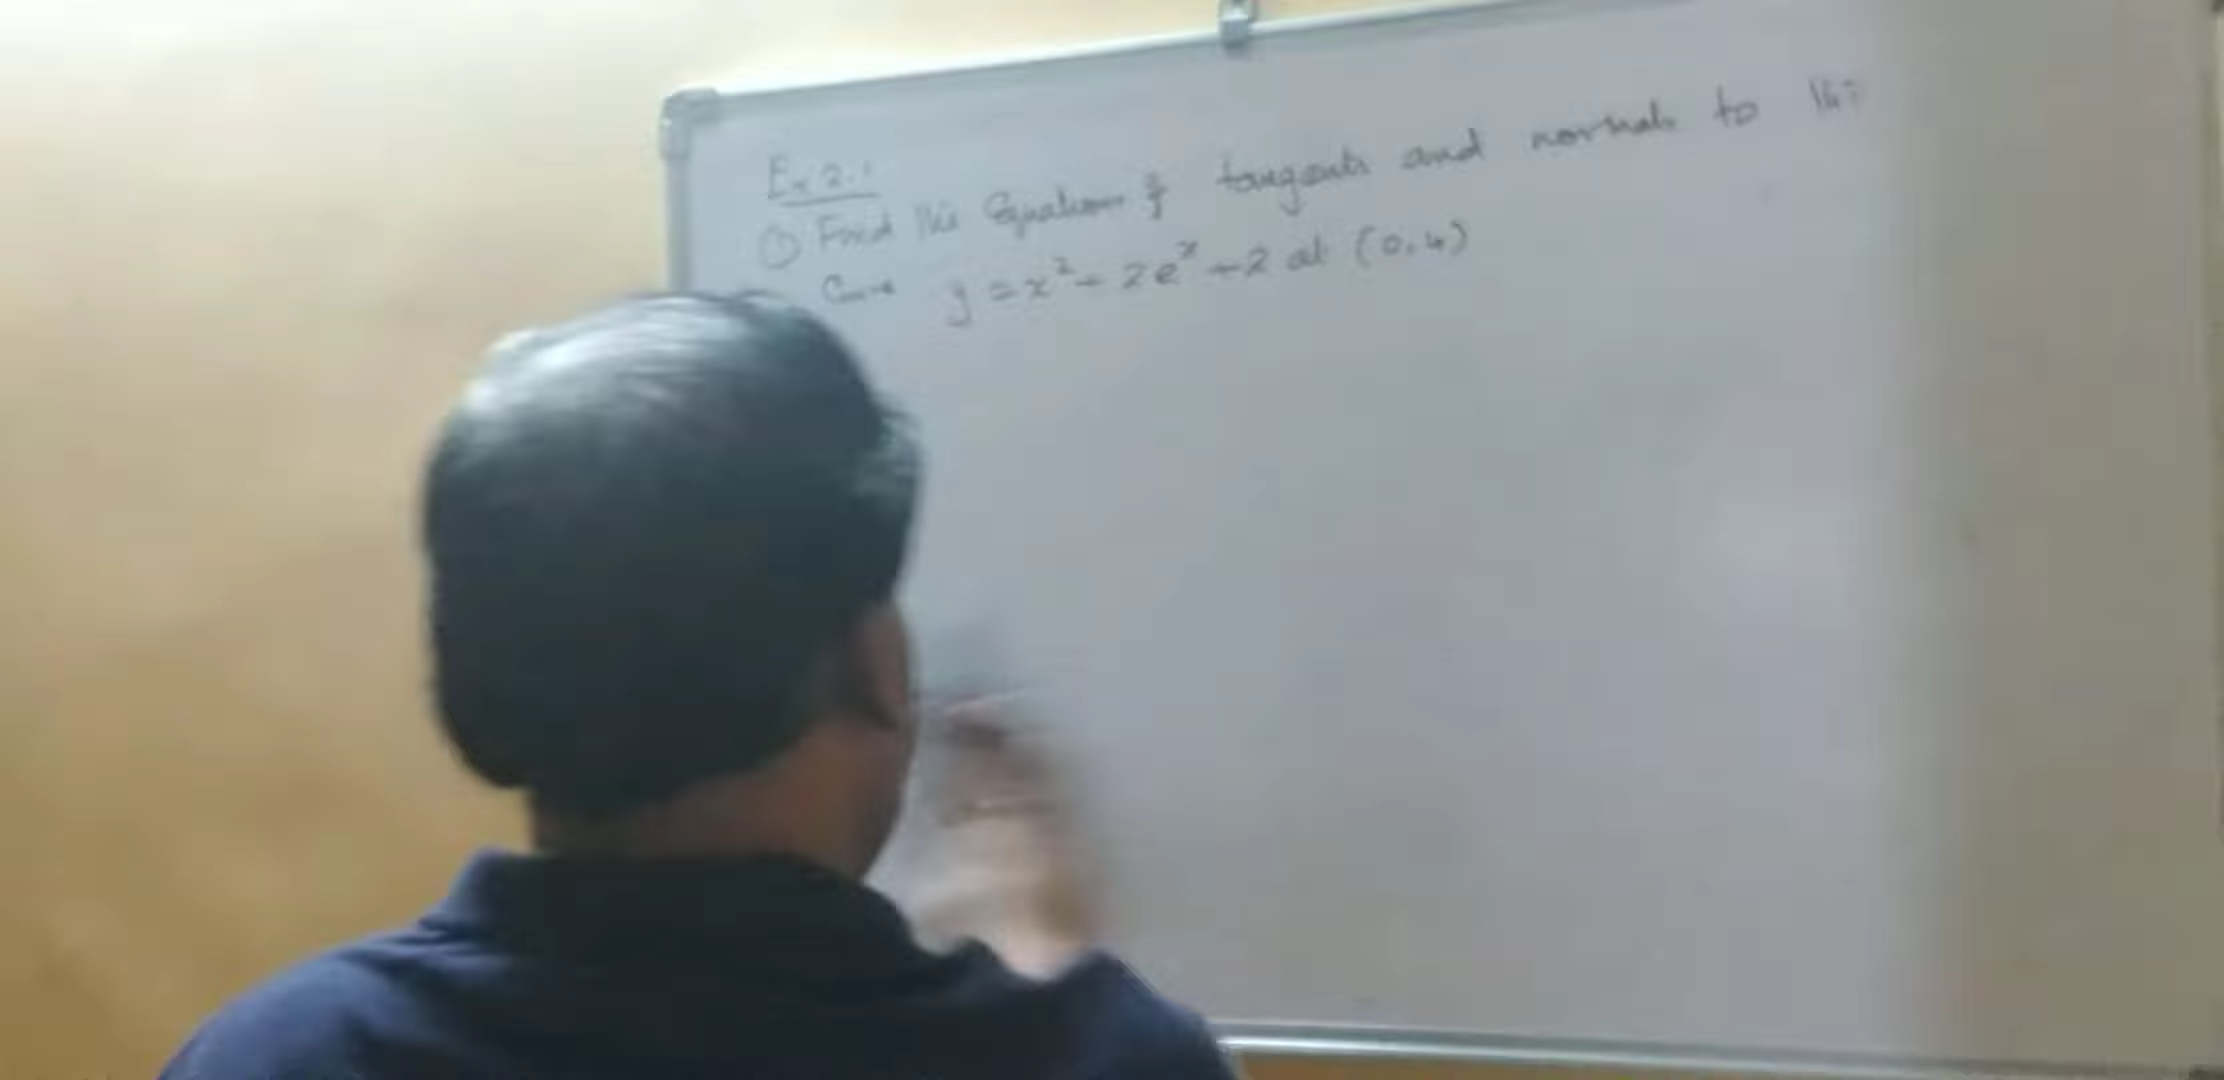 Ex 2.1
① Find the Equation of tangents and normals to the
Curve y = x² + 2e^x + 2 at (0,4)